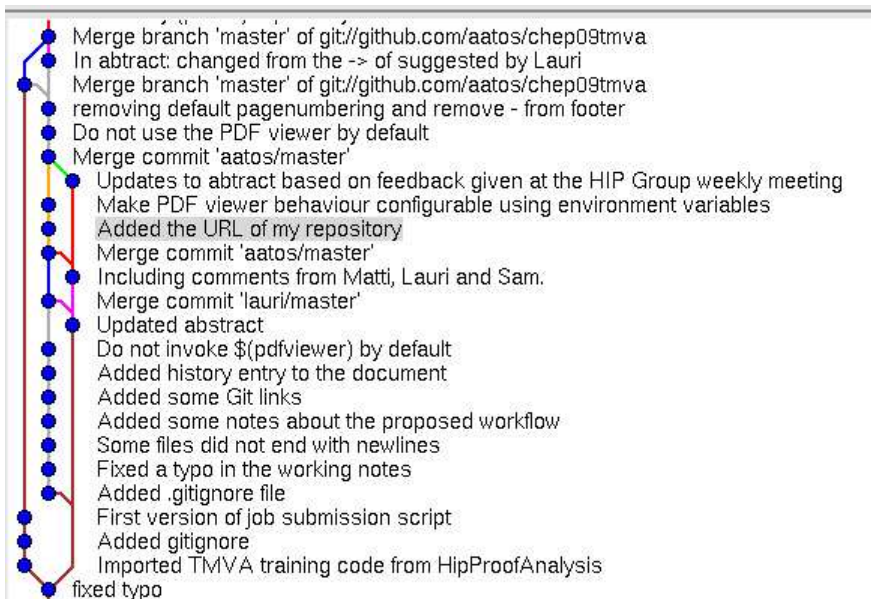 Merge branch 'master' of git://github.com/aatos/chep09tmva
In abtract: changed from the -> of suggested by Lauri
Merge branch 'master' of git://github.com/aatos/chep09tmva
removing default pagenumbering and remove - from footer
Do not use the PDF viewer by default
Merge commit 'aatos/master'
Updates to abtract based on feedback given at the HIP Group weekly meeting
Make PDF viewer behaviour configurable using environment variables
Added the URL of my repository
Merge commit 'aatos/master'
Including comments from Matti, Lauri and Sam.
Merge commit 'lauri/master'
Updated abstract
Do not invoke $(pdfviewer) by default
Added history entry to the document
Added some Git links
Added some notes about the proposed workflow
Some files did not end with newlines
Fixed a typo in the working notes
Added .gitignore file
First version of job submission script
Added gitignore
Imported TMVA training code from HipProofAnalysis
fixed typo